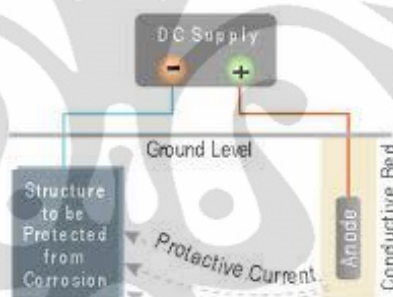 DC Supply
-
+
Ground Level
Structure
to be
Protected
from
Corrosion
Protective Current
Anode
Conductive Bed